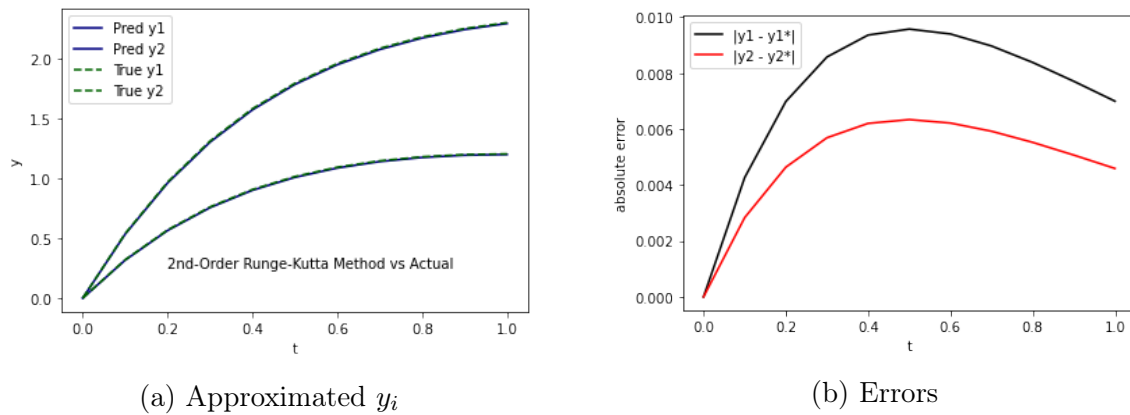 Pred y1
Pred y2
True y1
True y2
2.0
1.5
1.0
0.5
0.0
y
2nd-Order Runge-Kutta Method vs Actual
0.0 0.2 0.4 0.6 0.8 1.0
t
(a) Approximated yᵢ
|y1 - y1*|
|y2 - y2*|
0.010
0.008
0.006
0.004
0.002
0.000
absolute error
0.0 0.2 0.4 0.6 0.8 1.0
t
(b) Errors